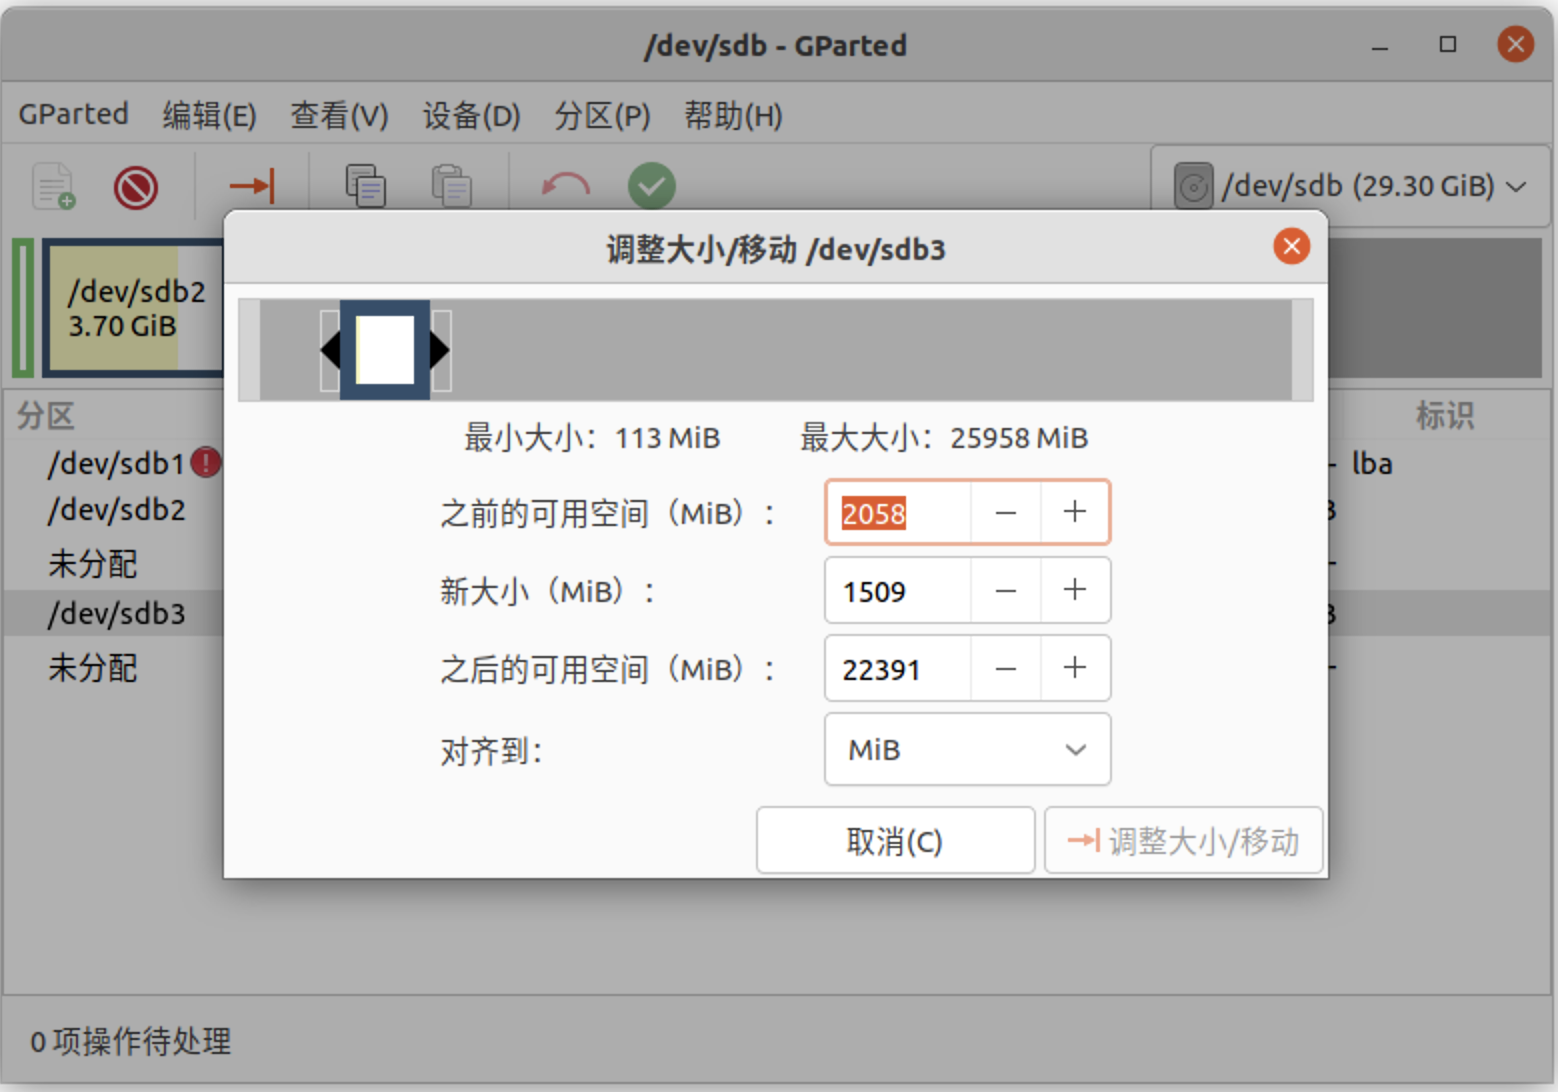 /dev/sdb - GParted
GParted 编辑(E) 查看(V) 设备(D) 分区(P) 帮助(H)
/dev/sdb (29.30 GiB)
调整大小/移动 /dev/sdb3
/dev/sdb2
3.70 GiB
最小大小：113 MiB 最大大小：25958 MiB
分区 标识
/dev/sdb1 lba
之前的可用空间（MiB）： 2058
/dev/sdb2
新大小（MiB）： 1509
未分配
/dev/sdb3
之后的可用空间（MiB）： 22391
未分配
对齐到： MiB
取消(C) 调整大小/移动
0 项操作待处理